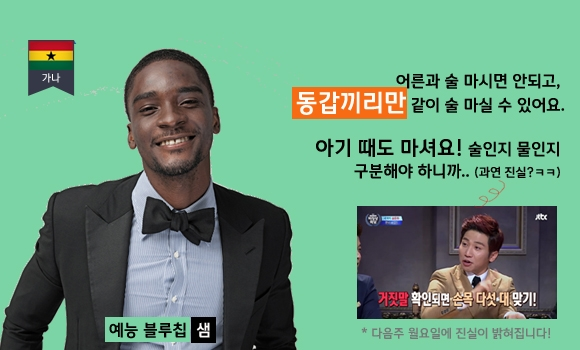 가나
어른과 술 마시면 안되고,
동갑끼리만 같이 술 마실 수 있어요.
아기 때도 마셔요! 술인지 물인지
구분해야 하니까.. (과연 진실?ㅋㅋ)
jtbc
거짓말 확인되면 손목 다섯 대 맞기!
* 다음주 월요일에 진실이 밝혀집니다!
예능 블루칩 샘